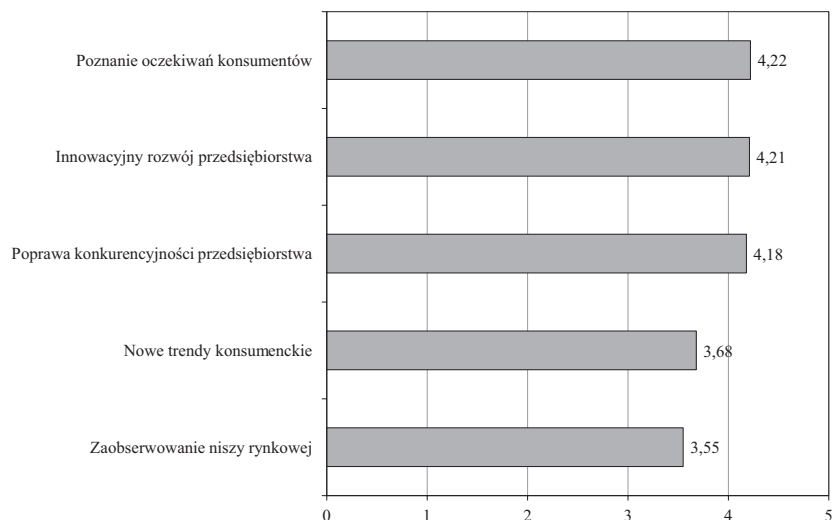 Poznanie oczekiwań konsumentów 4,22
Innowacyjny rozwój przedsiębiorstwa 4,21
Poprawa konkurencyjności przedsiębiorstwa 4,18
Nowe trendy konsumenckie 3,68
Zaobserwowanie niszy rynkowej 3,55
0 1 2 3 4 5